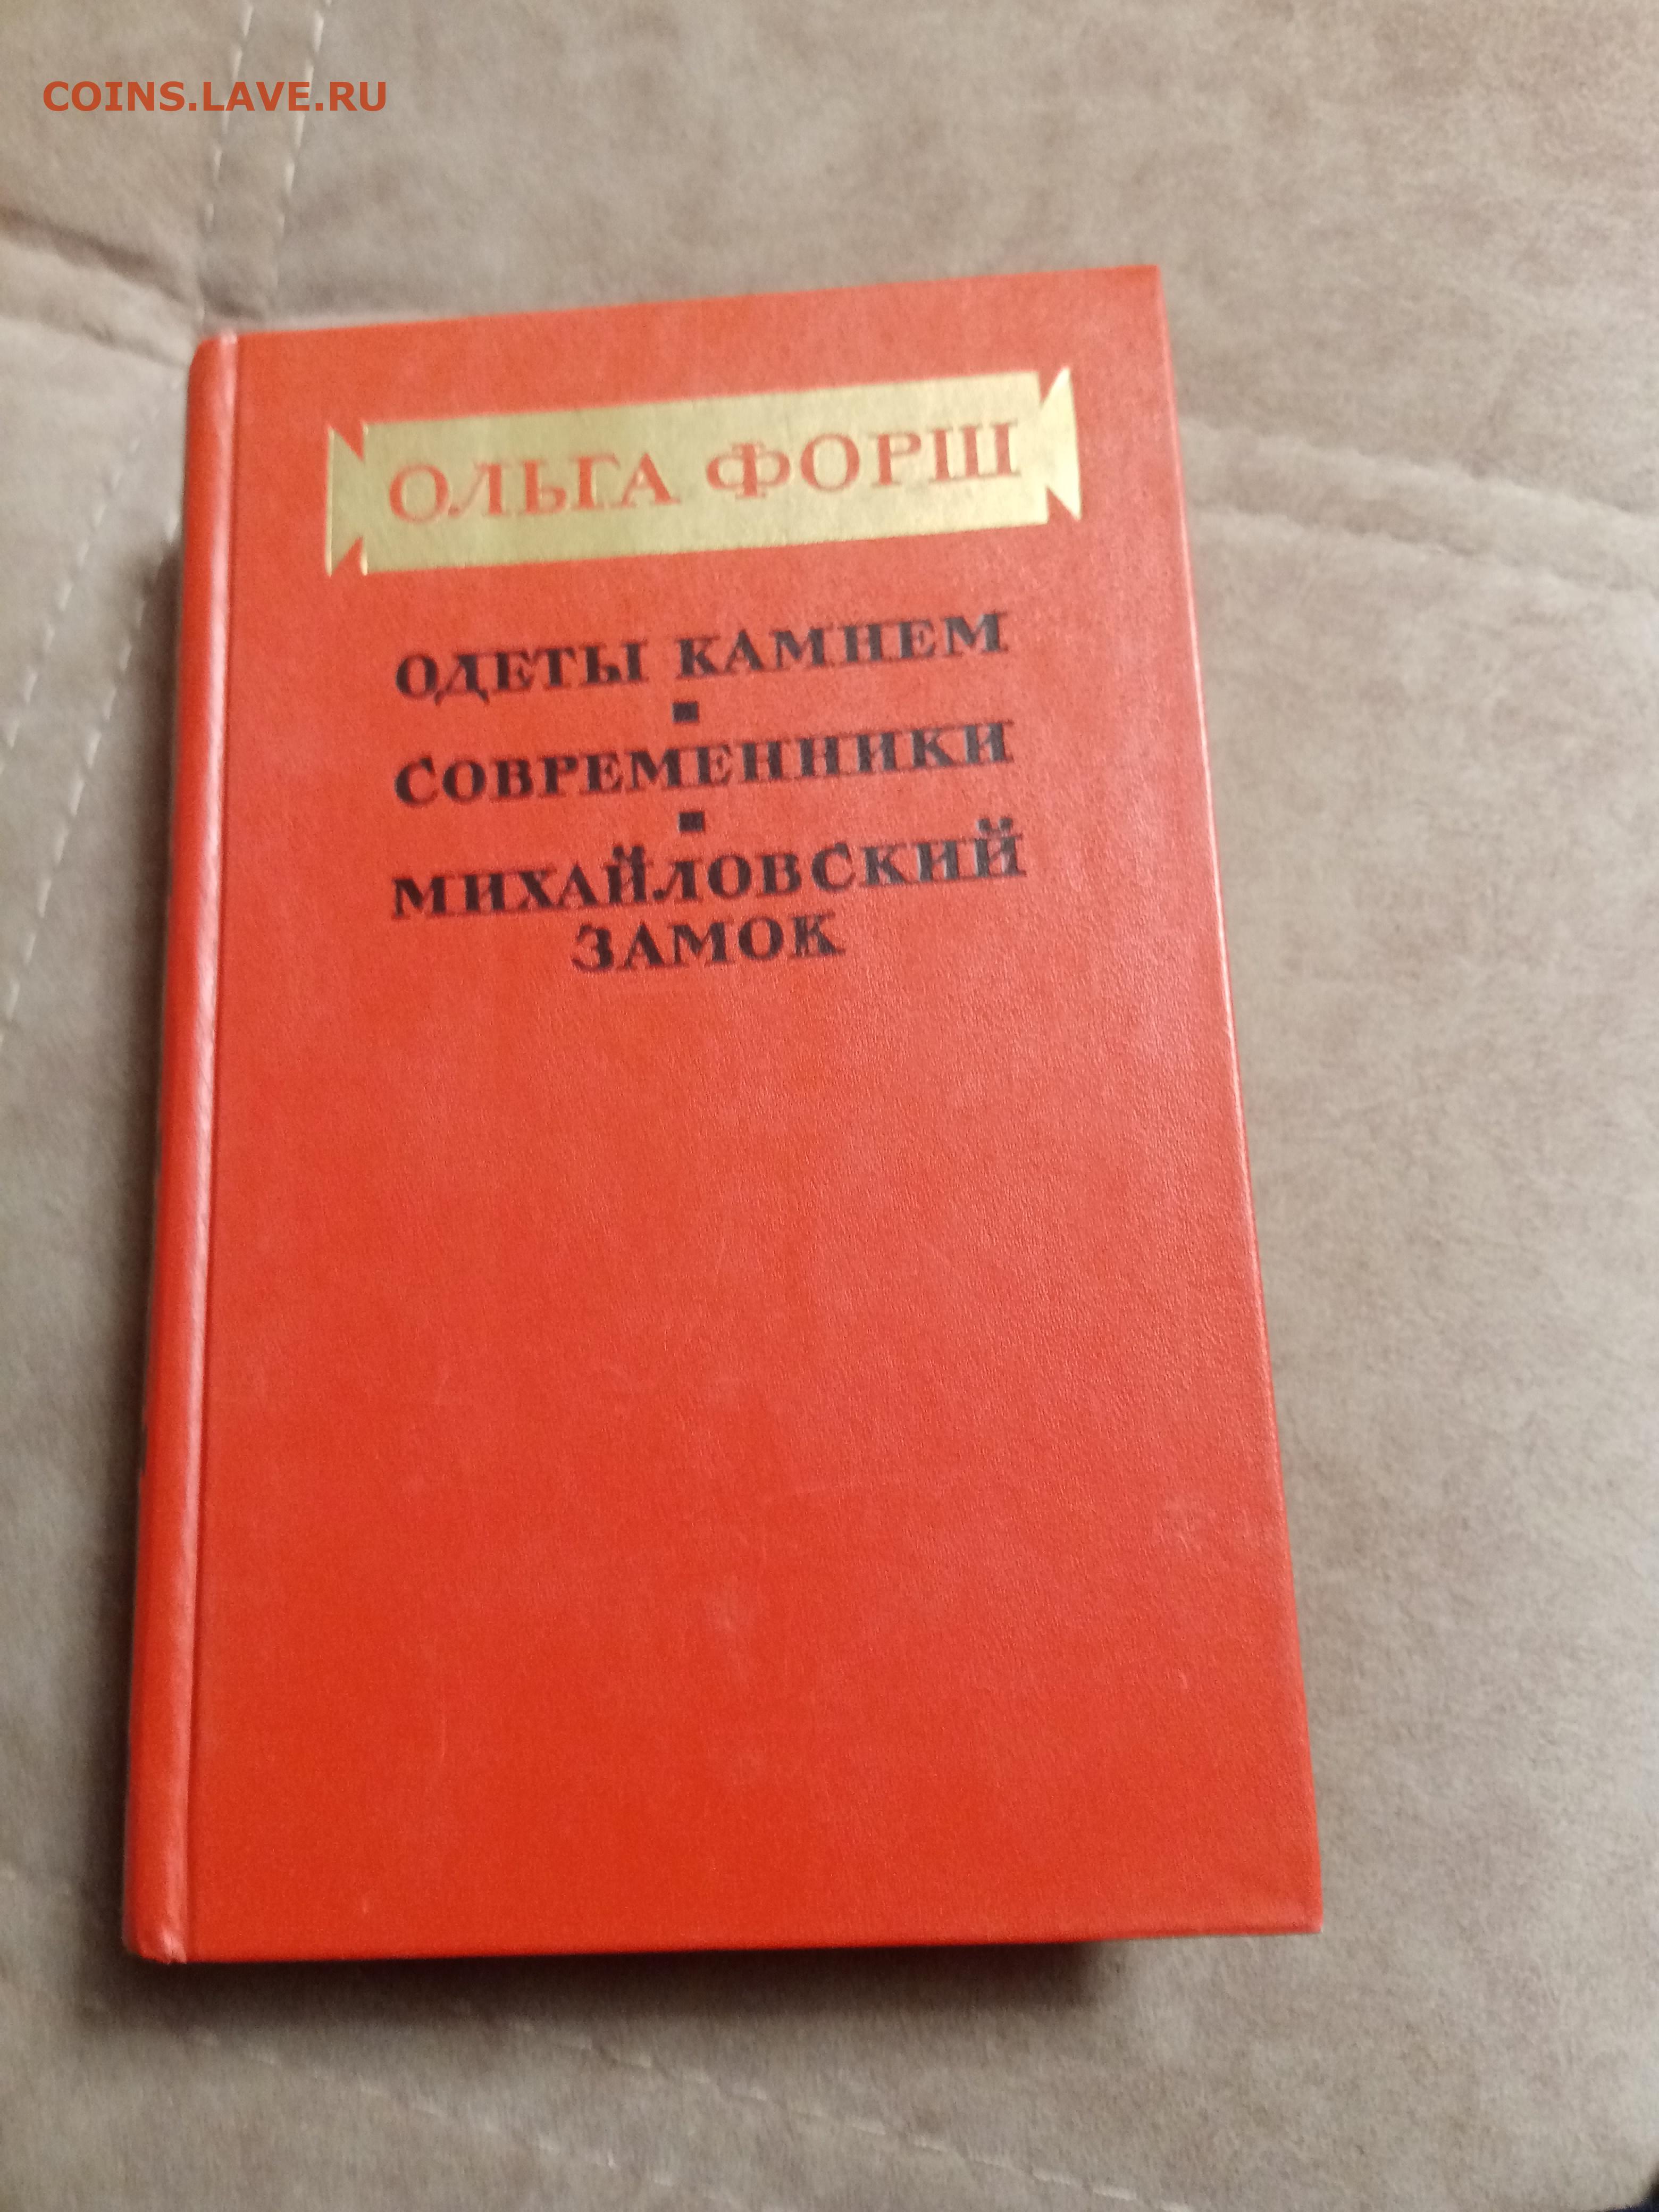 COINS.LAVE.RU
ОЛЬГА ФОРШ
ОДЕТЫ КАМНЕМ
СОВРЕМЕННИКИ
МИХАЙЛОВСКИЙ
ЗАМОК